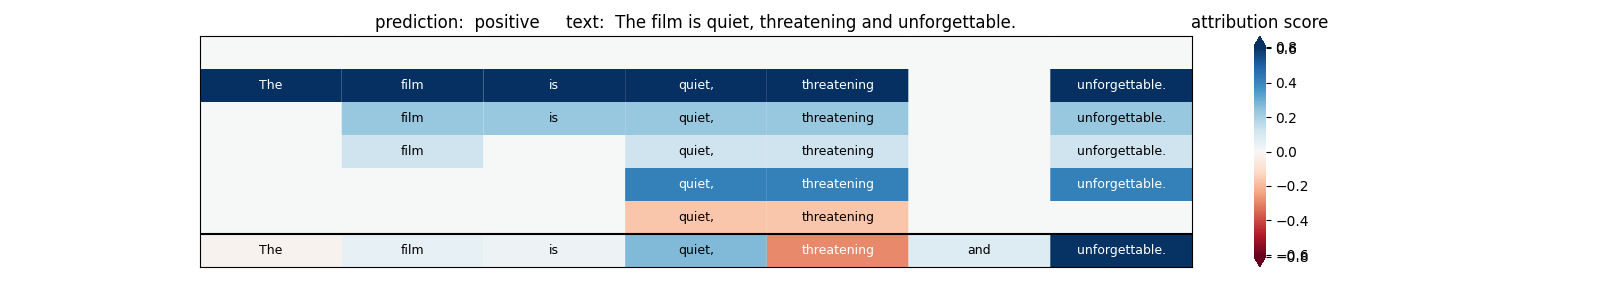 prediction:  positive     text:  The film is quiet, threatening and unforgettable.
attribution score
The film is quiet, threatening unforgettable.
film is quiet, threatening unforgettable.
film quiet, threatening unforgettable.
quiet, threatening unforgettable.
quiet, threatening
The film is quiet, threatening and unforgettable.
0.8
0.6
0.4
0.2
0.0
−0.2
−0.4
−0.6
−0.8